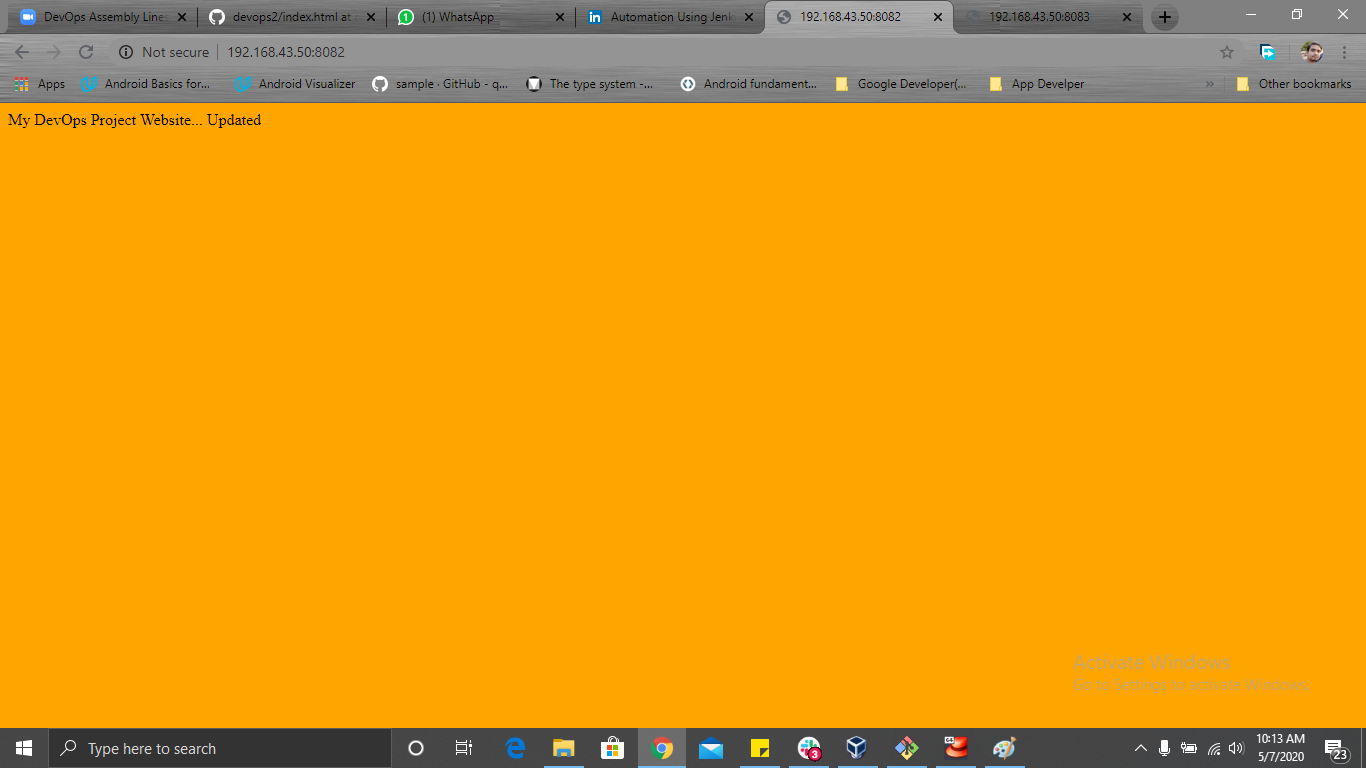 DevOps Assembly Line
devops2/index.html at
(1) WhatsApp
Automation Using Jenk
192.168.43.50:8082
192.168.43.50:8083
Not secure
192.168.43.50:8082
Apps
Android Basics for...
Android Visualizer
sample · GitHub - q...
The type system -...
Android fundament...
Google Developer(...
App Develper
Other bookmarks
My DevOps Project Website... Updated
Activate Windows
Go to Settings to activate Windows.
Type here to search
3
10:13 AM
5/7/2020
23